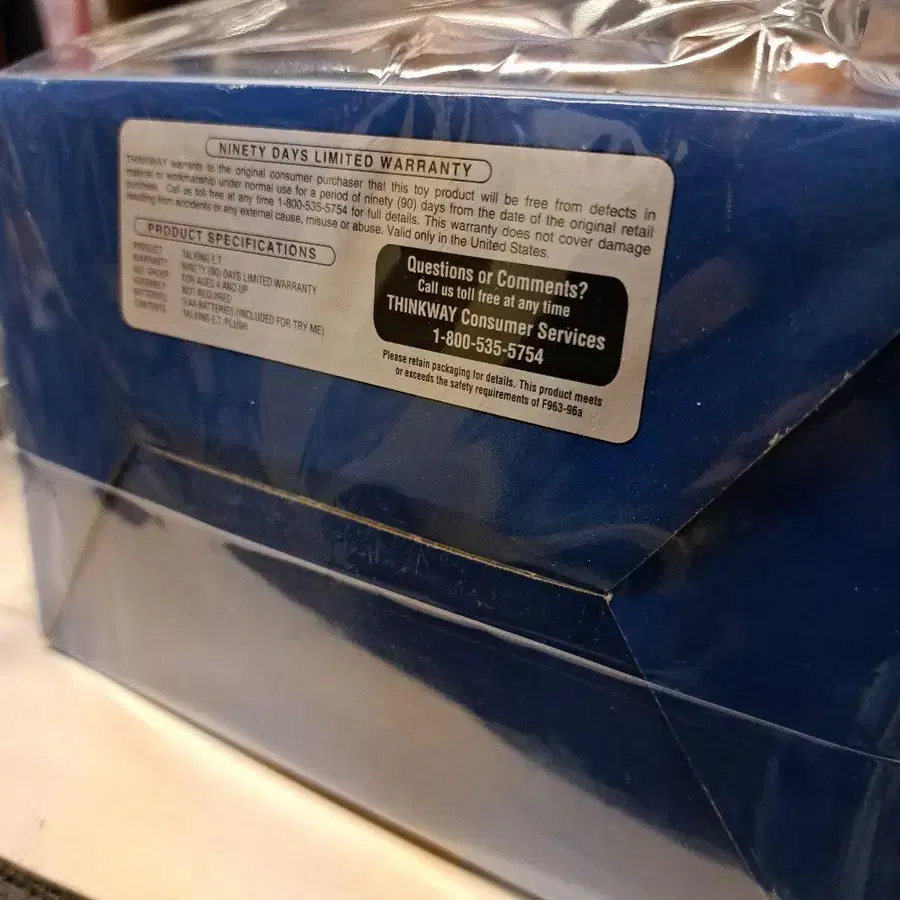 NINETY DAYS LIMITED WARRANTY
THINKWAY warrants to the original consumer purchaser that this toy product will be free from defects in
material or workmanship under normal use for a period of ninety (90) days from the date of the original retail
purchase. Call us toll free at any time 1-800-535-5754 for full details. This warranty does not cover damage
resulting from accidents or any external cause, misuse or abuse. Valid only in the United States.
PRODUCT SPECIFICATIONS
PRODUCT TALKING E.T.
WARRANTY NINETY (90) DAYS LIMITED WARRANTY
AGE GROUP FOR AGES 4 AND UP
ASSEMBLY NOT REQUIRED
BATTERIES BATTERIES (INCLUDED FOR TRY ME)
CONTENTS TALKING E.T. PLUSH
Questions or Comments?
Call us toll free at any time
THINKWAY Consumer Services
1-800-535-5754
Please retain packaging for details. This product meets
or exceeds the safety requirements of F963-96a